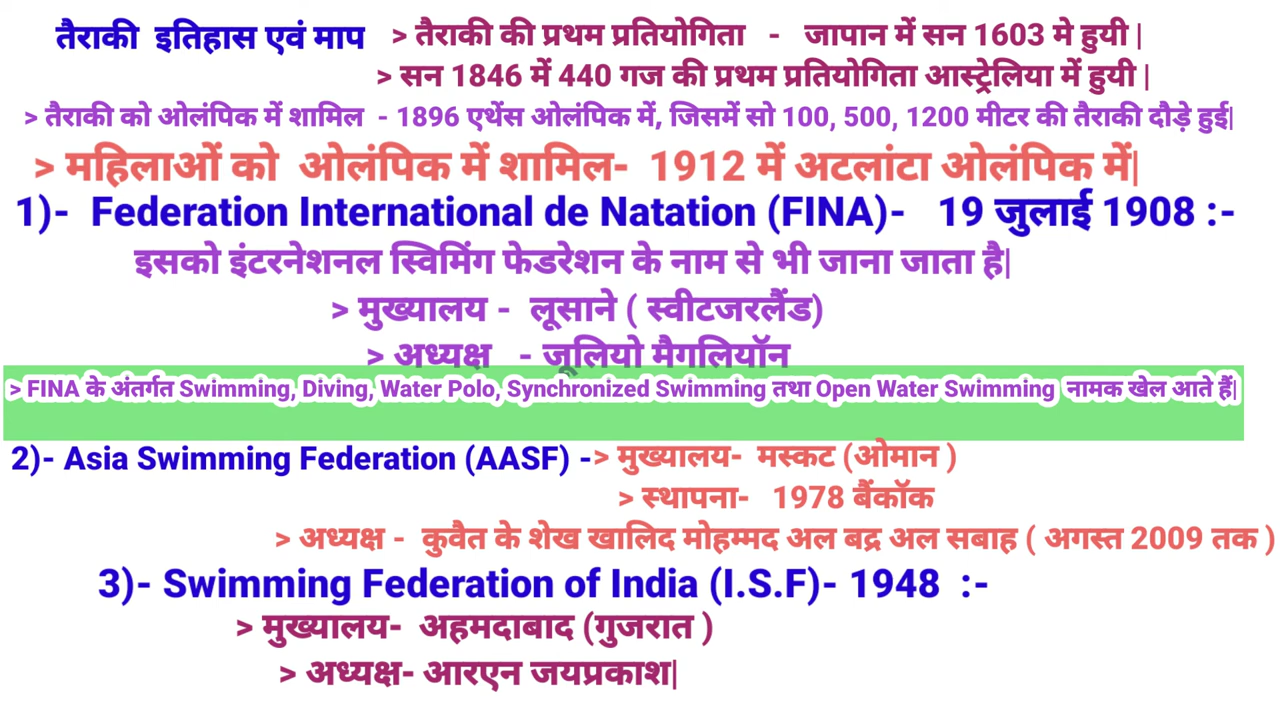 तैराकी इतिहास एवं माप > तैराकी की प्रथम प्रतियोगिता - जापान में सन 1603 मे हुयी |
> सन 1846 में 440 गज की प्रथम प्रतियोगिता आस्ट्रेलिया में हुयी |
> तैराकी को ओलंपिक में शामिल - 1896 एथेंस ओलंपिक में, जिसमें सो 100, 500, 1200 मीटर की तैराकी दौड़े हुई|
> महिलाओं को ओलंपिक में शामिल- 1912 में अटलांटा ओलंपिक में|
1)- Federation International de Natation (FINA)- 19 जुलाई 1908 :-
इसको इंटरनेशनल स्विमिंग फेडरेशन के नाम से भी जाना जाता है|
> मुख्यालय - लूसाने ( स्वीटजरलैंड)
> अध्यक्ष - जूलियो मैगलियॉन
> FINA के अंतर्गत Swimming, Diving, Water Polo, Synchronized Swimming तथा Open Water Swimming नामक खेल आते हैं|
2)- Asia Swimming Federation (AASF) -> मुख्यालय- मस्कट (ओमान )
> स्थापना- 1978 बैंकॉक
> अध्यक्ष - कुवैत के शेख खालिद मोहम्मद अल बद्र अल सबाह ( अगस्त 2009 तक )
3)- Swimming Federation of India (I.S.F)- 1948 :-
> मुख्यालय- अहमदाबाद (गुजरात )
> अध्यक्ष- आरएन जयप्रकाश|